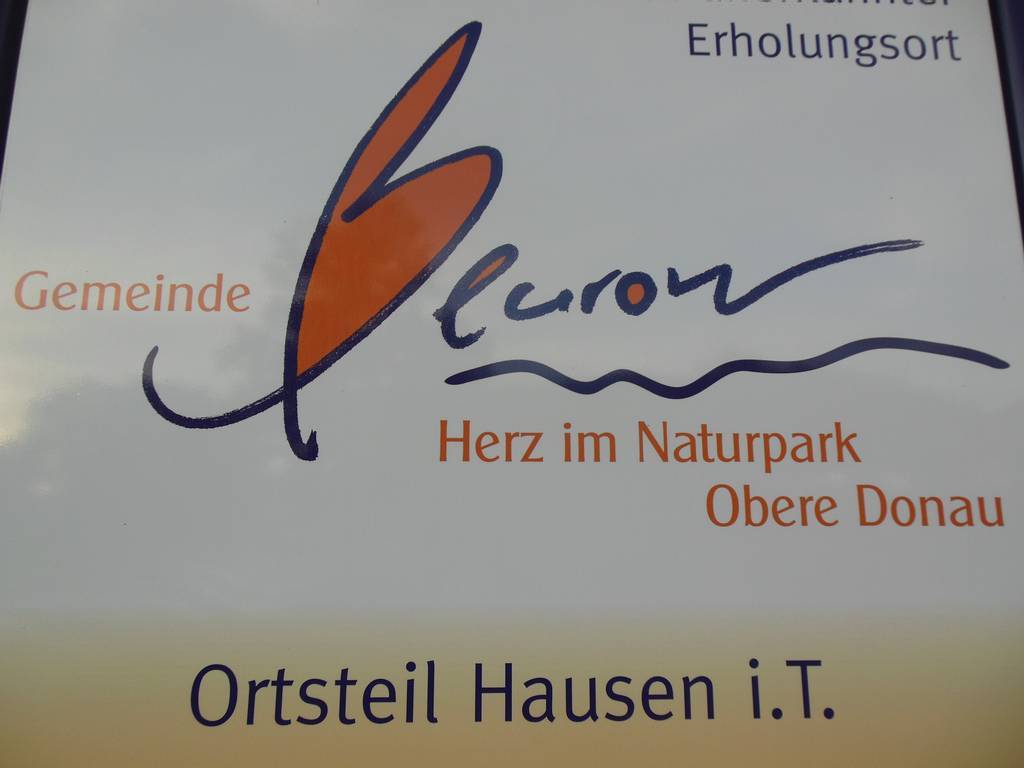 Erholungsort
Gemeinde
Beuron
Herz im Naturpark
Obere Donau
Ortsteil Hausen i.T.